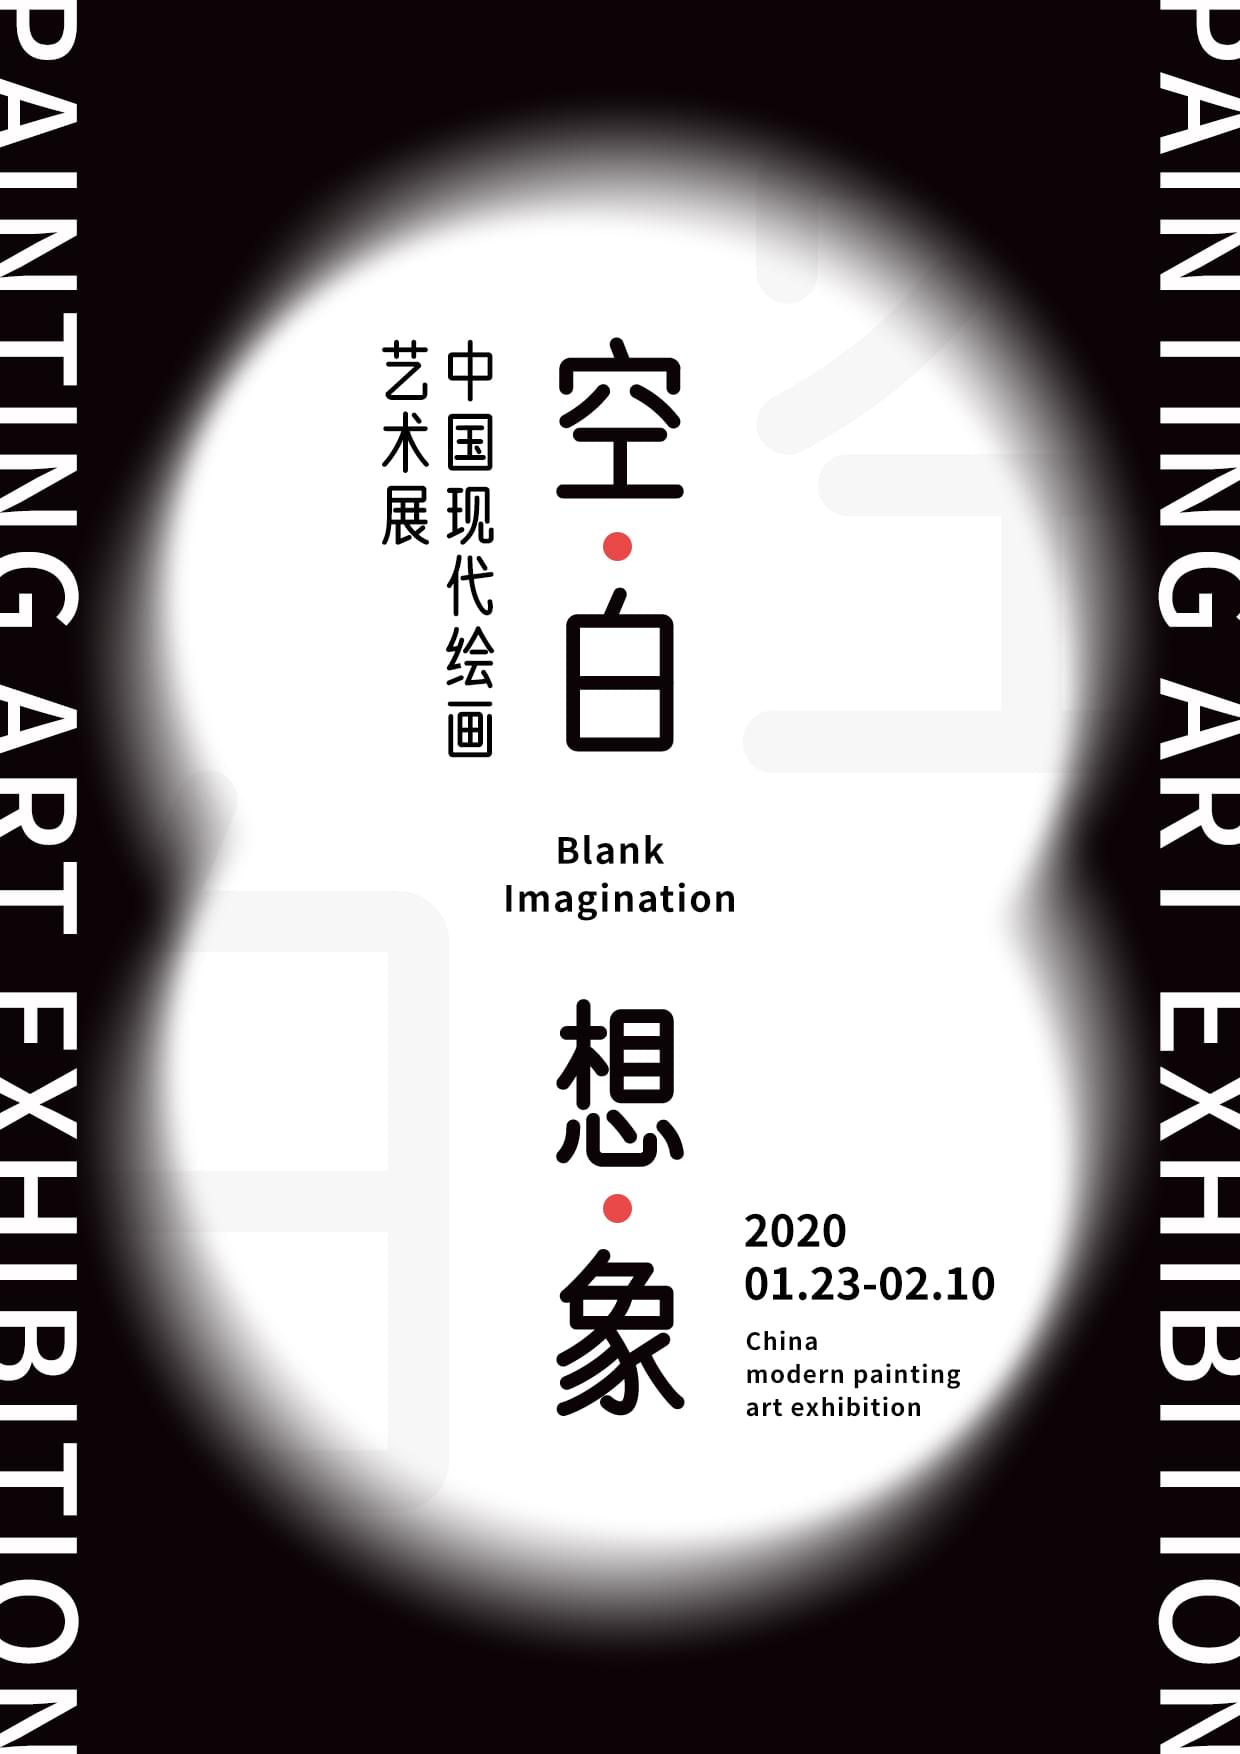 PAINTING ART EXHIBITION
空·白
中国现代绘画
艺术展
Blank
Imagination
想·象
2020
01.23-02.10
China
modern painting
art exhibition
PAINTING ART EXHIBITION